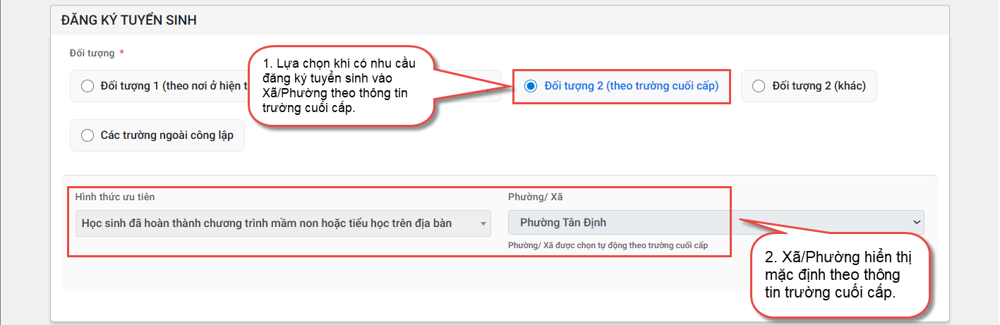 ĐĂNG KÝ TUYỂN SINH
Đối tượng *
Đối tượng 1 (theo nơi ở hiện t
1. Lựa chọn khi có nhu cầu
đăng ký tuyển sinh vào
Xã/Phường theo thông tin
trường cuối cấp.
Đối tượng 2 (theo trường cuối cấp)
Đối tượng 2 (khác)
Các trường ngoài công lập
Hình thức ưu tiên
Phường/ Xã
Học sinh đã hoàn thành chương trình mầm non hoặc tiểu học trên địa bàn
Phường Tân Định
Phường/ Xã được chọn tự động theo trường cuối cấp
2. Xã/Phường hiển thị
mặc định theo thông
tin trường cuối cấp.